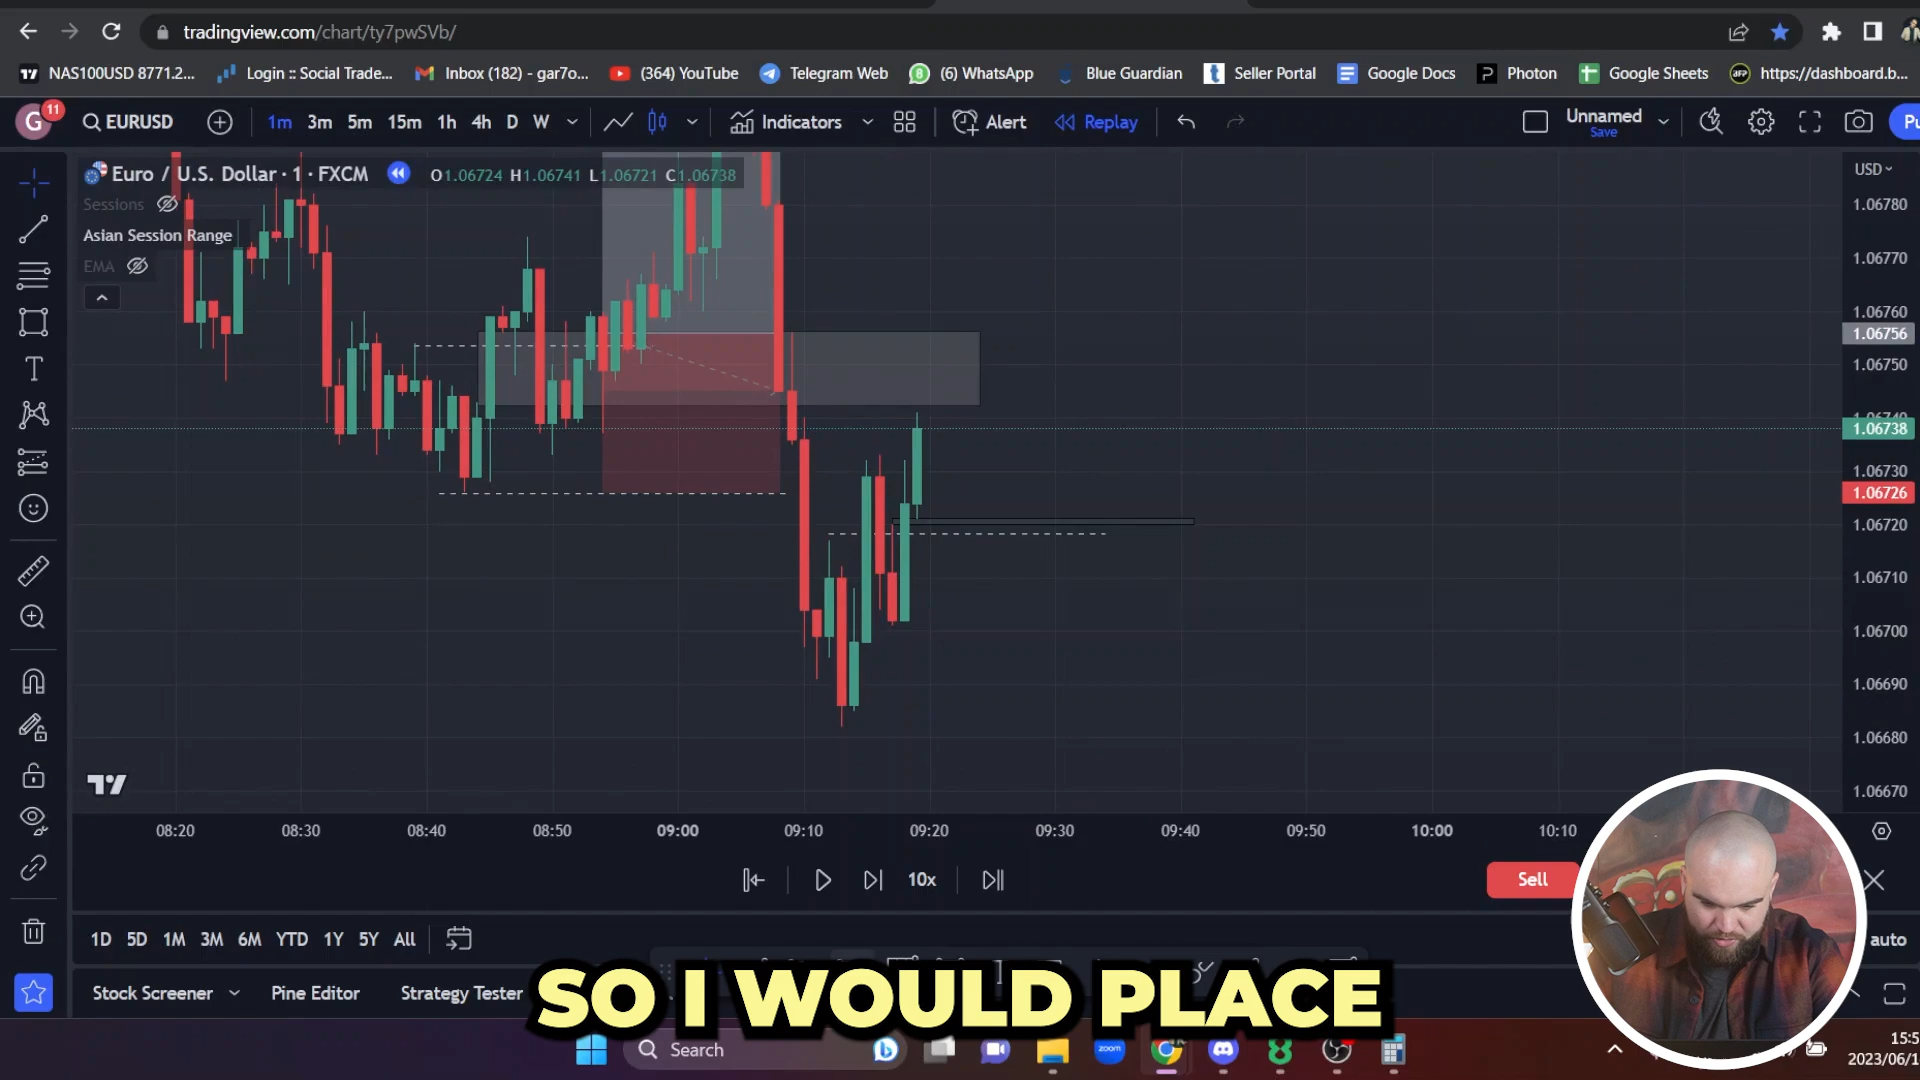 tradingview.com/chart/ty7pwSVb/
NAS100USD 8771.2... Login :: Social Trade... Inbox (182) - gar7o... (364) YouTube Telegram Web (6) WhatsApp Blue Guardian Seller Portal Google Docs Photon Google Sheets https://dashboard.b...
G 11 EURUSD 1m 3m 5m 15m 1h 4h D W Indicators Alert Replay Unnamed Save Pu
Euro / U.S. Dollar · 1 · FXCM O1.06724 H1.06741 L1.06721 C1.06738 USD
Sessions
Asian Session Range
EMA
1.06780
1.06770
1.06760
1.06756
1.06750
1.06740
1.06738
1.06730
1.06726
1.06720
1.06710
1.06700
1.06690
1.06680
1.06670
08:20 08:30 08:40 08:50 09:00 09:10 09:20 09:30 09:40 09:50 10:00 10:10
10x Sell
1D 5D 1M 3M 6M YTD 1Y 5Y All auto
Stock Screener Pine Editor Strategy Tester
SO I WOULD PLACE
Search zoom 15:5
2023/06/1